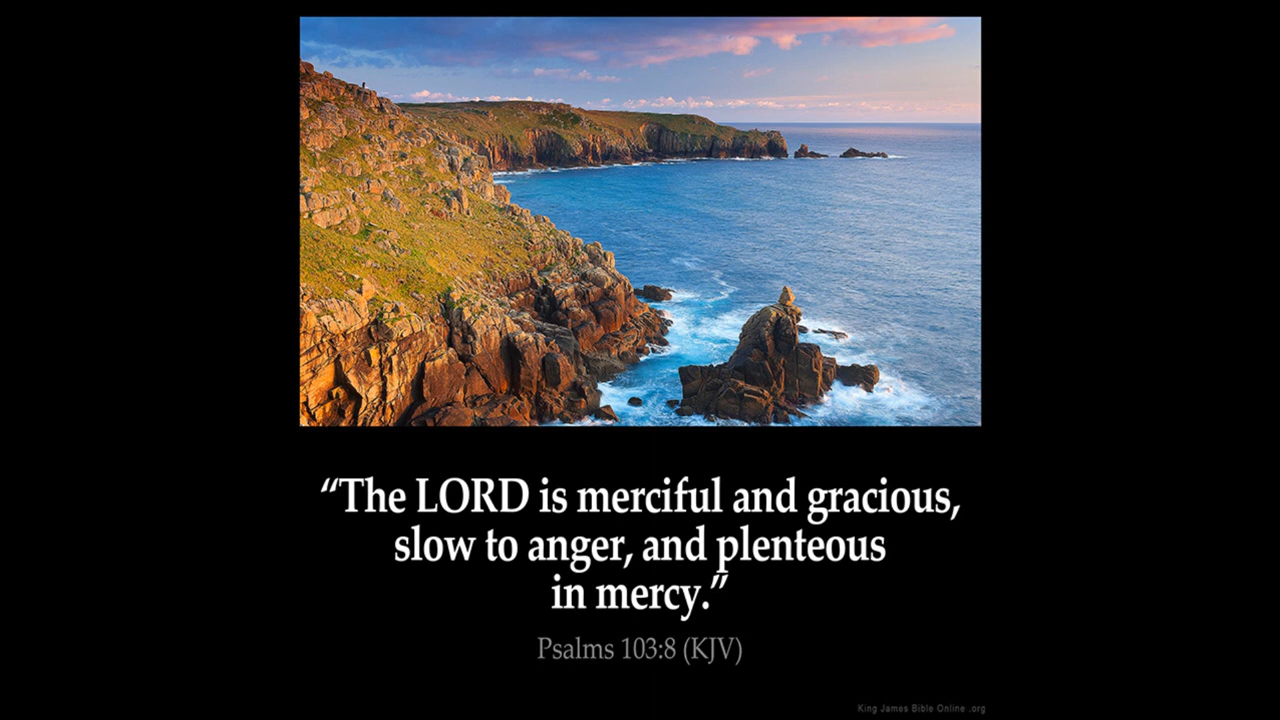 “The LORD is merciful and gracious,
slow to anger, and plenteous
in mercy.”
Psalms 103:8 (KJV)
King James Bible Online .org